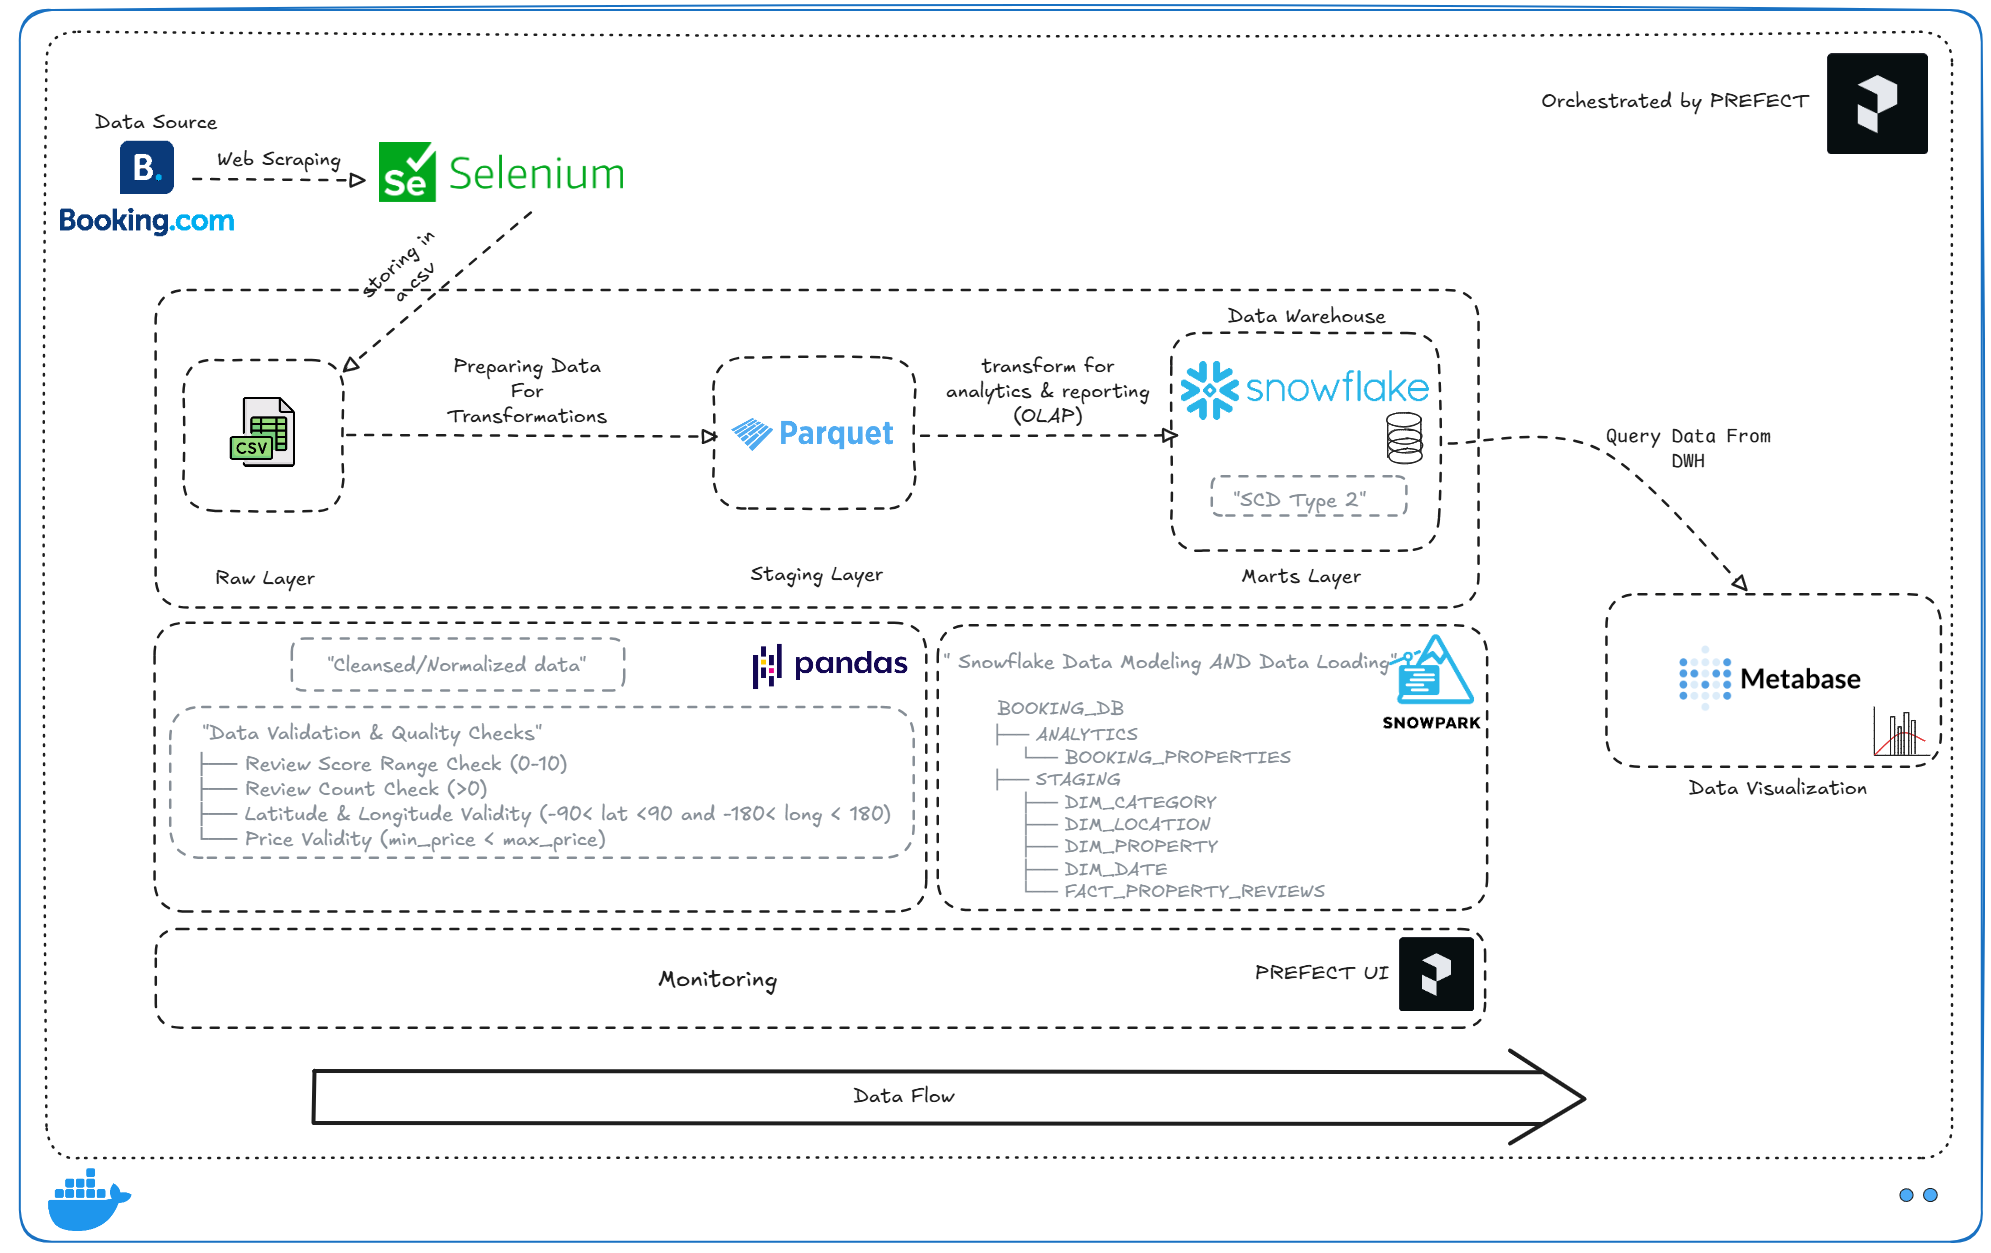 Orchestrated by PREFECT
Data Source
B.
Booking.com
Web Scraping
Se
Selenium
storing in
a csv
CSV
Raw Layer
Preparing Data
For
Transformations
Parquet
Staging Layer
transform for
analytics & reporting
(OLAP)
Data Warehouse
snowflake
"SCD Type 2"
Marts Layer
Query Data From
DWH
Metabase
Data Visualization
"Cleansed/Normalized data"
pandas
"Data Validation & Quality Checks"
Review Score Range Check (0-10)
Review Count Check (>0)
Latitude & Longitude Validity (-90< lat <90 and -180< long < 180)
Price Validity (min_price < max_price)
" Snowflake Data Modeling AND Data Loading"
SNOWPARK
BOOKING_DB
ANALYTICS
BOOKING_PROPERTIES
STAGING
DIM_CATEGORY
DIM_LOCATION
DIM_PROPERTY
DIM_DATE
FACT_PROPERTY_REVIEWS
Monitoring
PREFECT UI
Data Flow